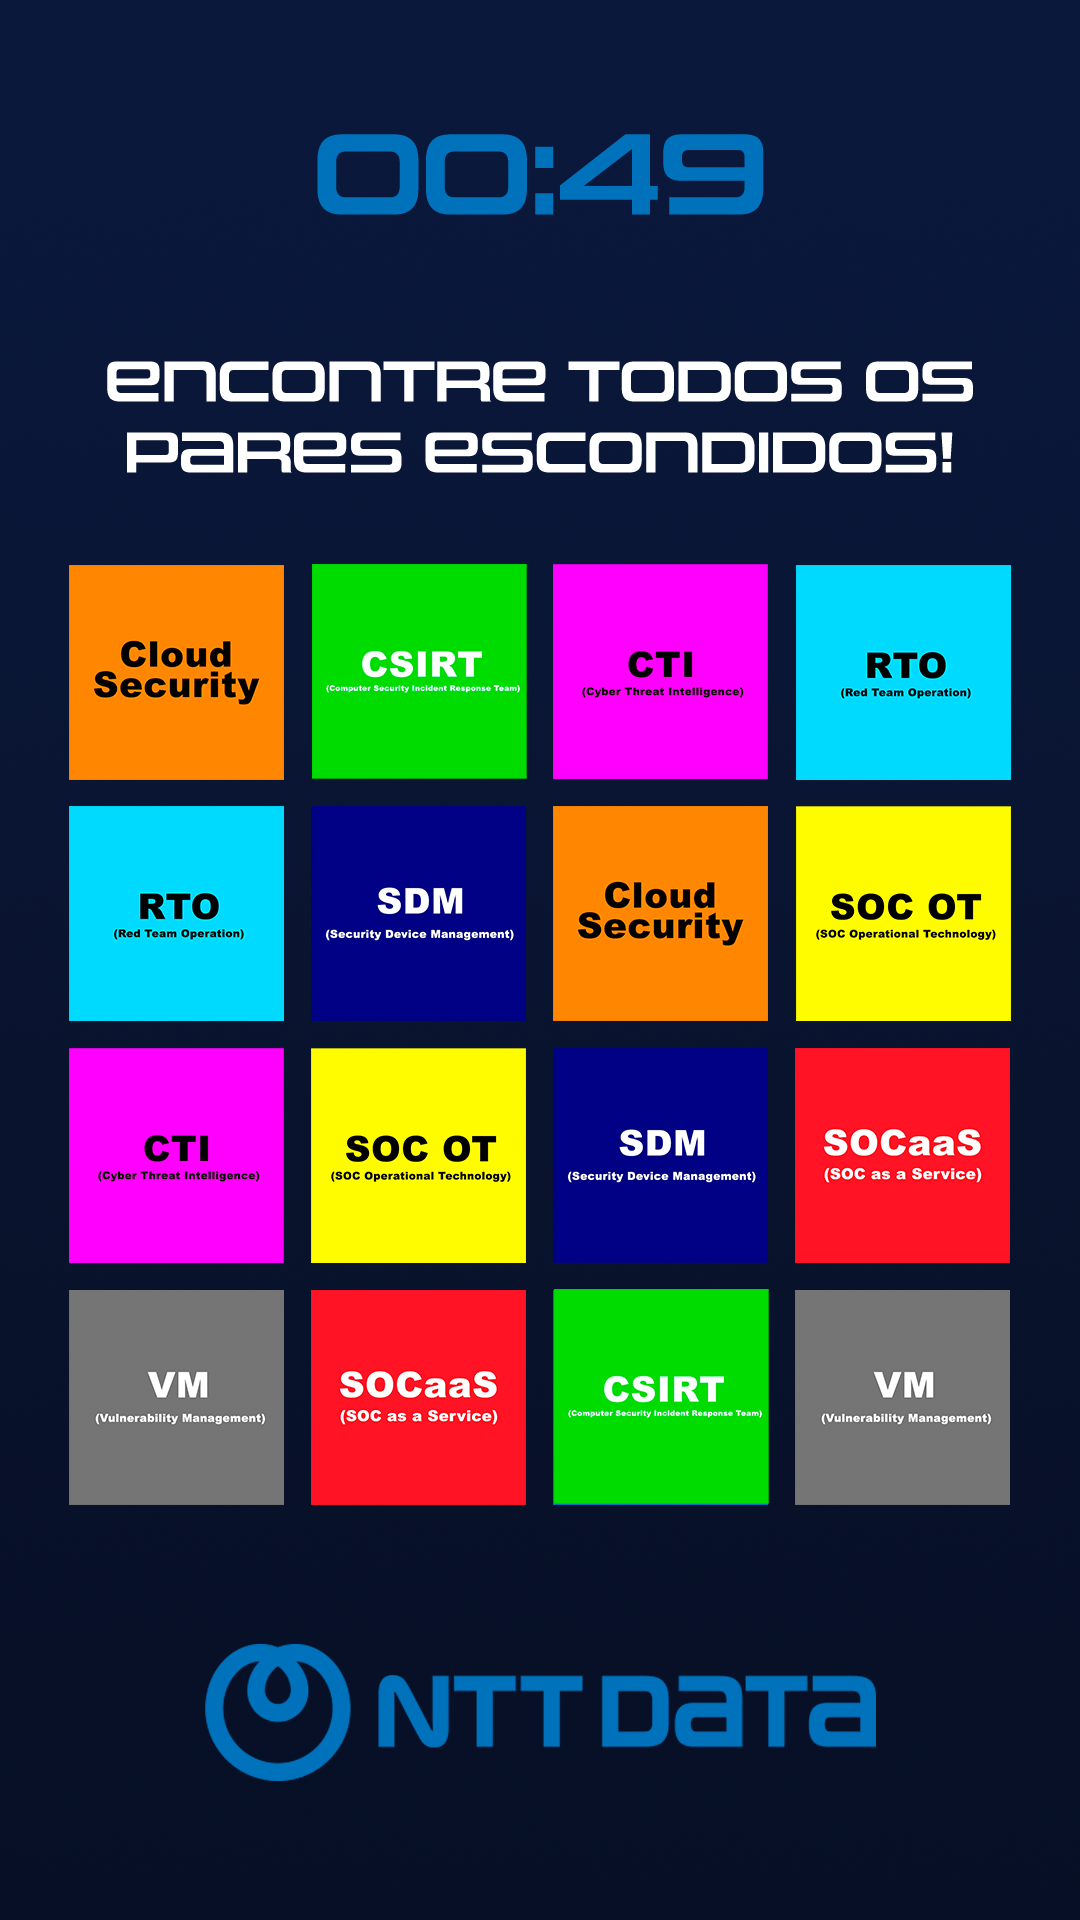 00:49
ENCONTRE TODOS OS
PARES ESCONDIDOS!
Cloud
Security
CSIRT
(Computer Security Incident Response Team)
CTI
(Cyber Threat Intelligence)
RTO
(Red Team Operation)
RTO
(Red Team Operation)
SDM
(Security Device Management)
Cloud
Security
SOC OT
(SOC Operational Technology)
CTI
(Cyber Threat Intelligence)
SOC OT
(SOC Operational Technology)
SDM
(Security Device Management)
SOCaaS
(SOC as a Service)
VM
(Vulnerability Management)
SOCaaS
(SOC as a Service)
CSIRT
(Computer Security Incident Response Team)
VM
(Vulnerability Management)
NTT DATA